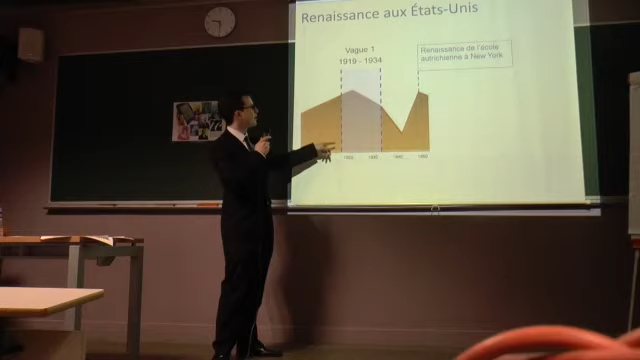 Renaissance aux États-Unis
Vague 1
1919 - 1934
Renaissance de l'école
autrichienne à New York